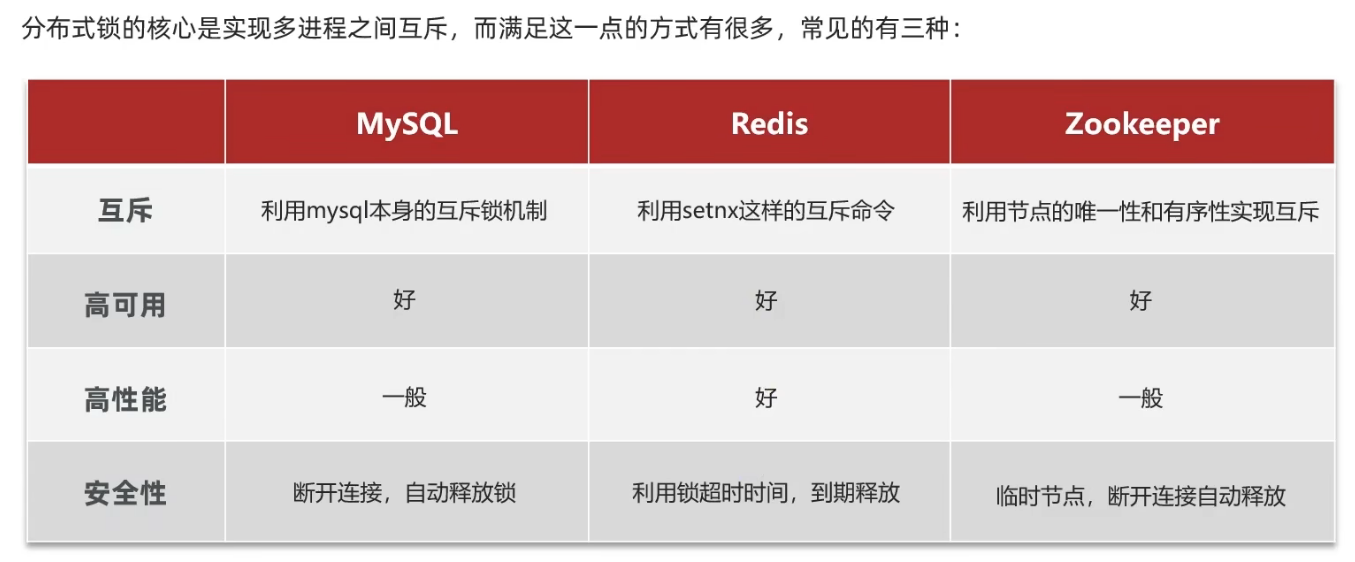 分布式锁的核心是实现多进程之间互斥，而满足这一点的方式有很多，常见的有三种：
MySQL Redis Zookeeper
互斥 利用mysql本身的互斥锁机制 利用setnx这样的互斥命令 利用节点的唯一性和有序性实现互斥
高可用 好 好 好
高性能 一般 好 一般
安全性 断开连接，自动释放锁 利用锁超时时间，到期释放 临时节点，断开连接自动释放